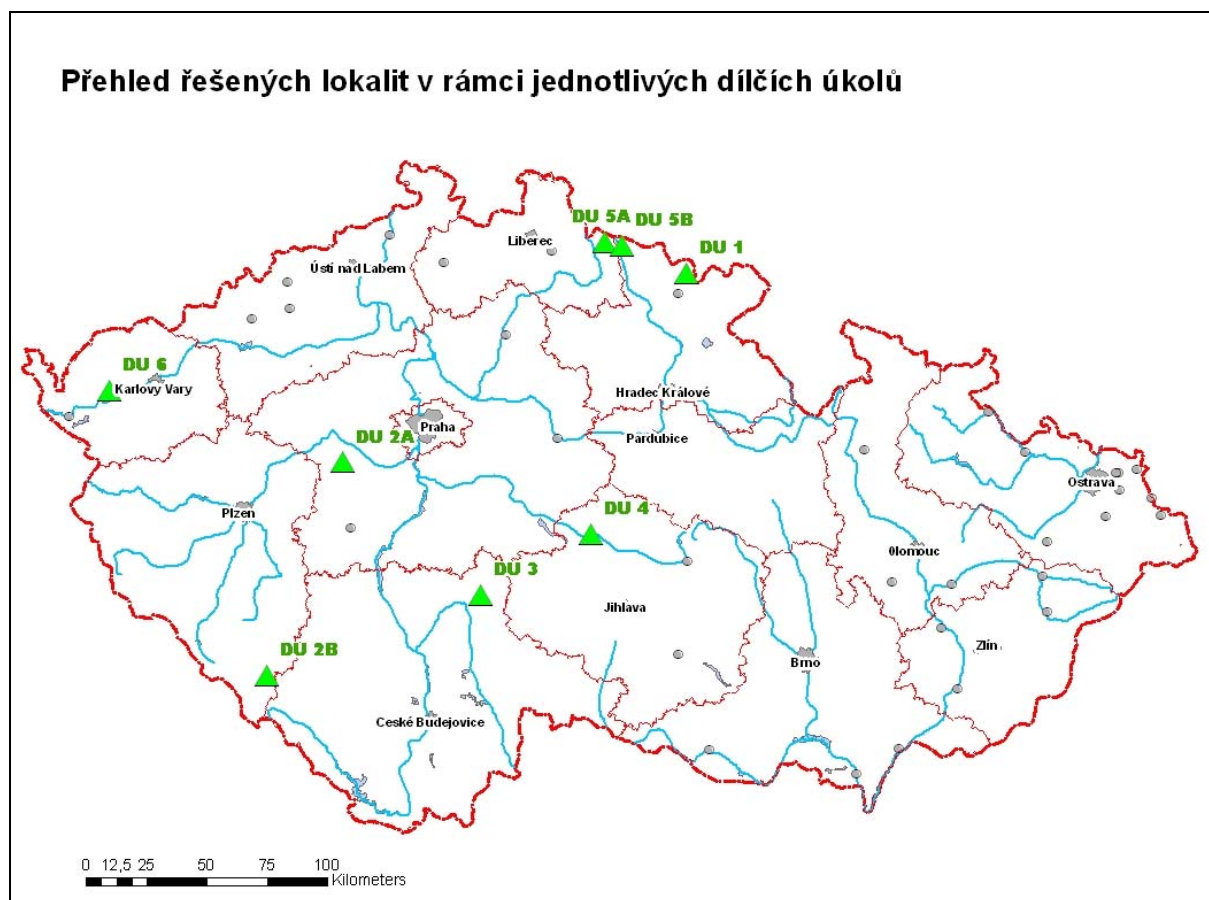 Přehled řešených lokalit v rámci jednotlivých dílčích úkolů
DU 5A DU 5B
Liberec
DU 1
Ústí nad Labem
DU 6
Karlovy Vary
Hradec Králové
Praha
DU 2A
Pardubice
Ostrava
Plzen
DU 4
Olomouc
DU 3
Jihlava
Zlín
Brno
DU 2B
České Budejovice
0 12,5 25 50 75 100
Kilometers